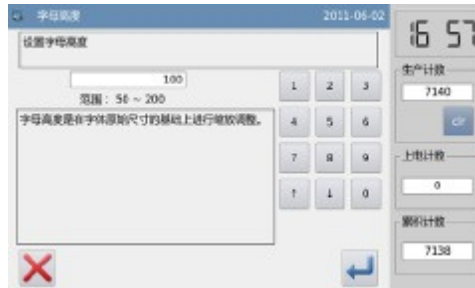 字母高度
2011-06-02
设置字母高度
100
范围：50 ~ 200
字母高度是在字体原始尺寸的基础上进行缩放调整。
1 2 3
4 5 6
7 8 9
↑ ↓ 0
16 57
生产计数
7140
clr
上电计数
0
累积计数
7138